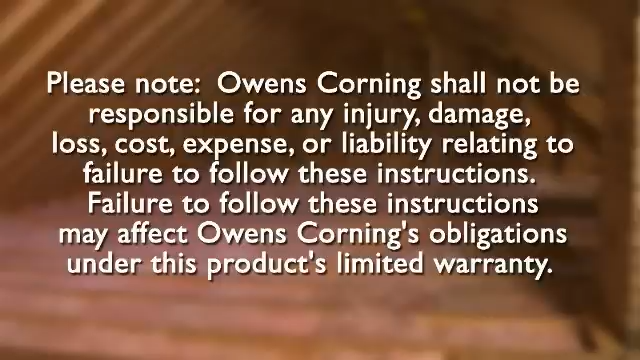 Please note:  Owens Corning shall not be
responsible for any injury, damage,
loss, cost, expense, or liability relating to
failure to follow these instructions.
Failure to follow these instructions
may affect Owens Corning's obligations
under this product's limited warranty.